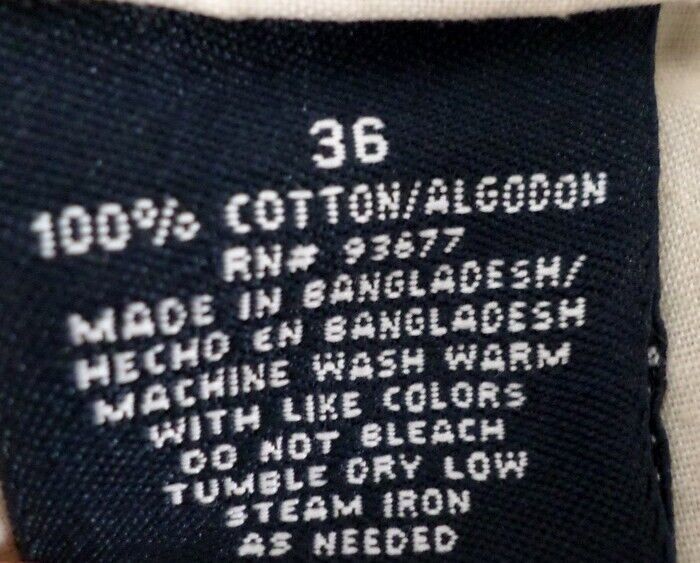 36
100% COTTON/ALGODON
RN# 93677
MADE IN BANGLADESH/
HECHO EN BANGLADESH
MACHINE WASH WARM
WITH LIKE COLORS
DO NOT BLEACH
TUMBLE DRY LOW
STEAM IRON
AS NEEDED